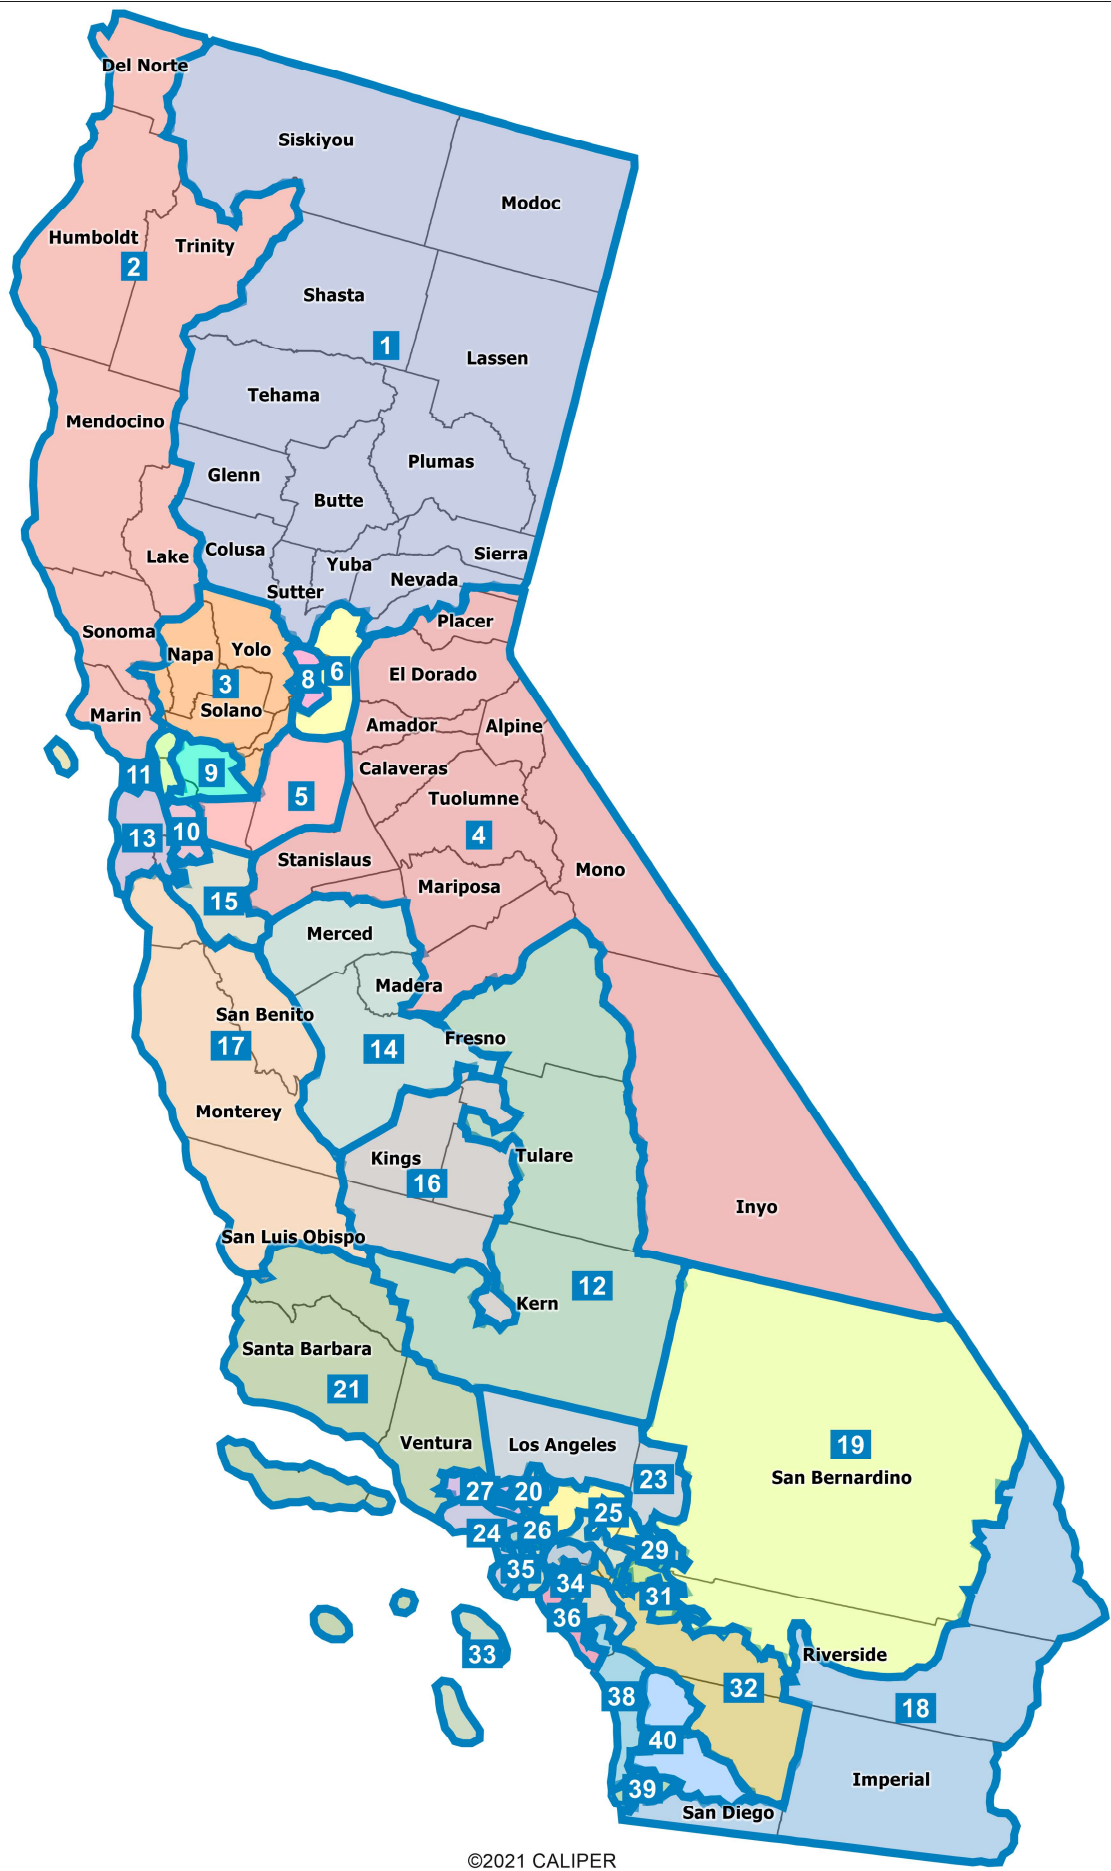 Del Norte
Siskiyou
Modoc
Humboldt
Trinity
2
Shasta
1
Lassen
Tehama
Mendocino
Plumas
Glenn
Butte
Colusa
Lake
Yuba
Sierra
Nevada
Sutter
Placer
Sonoma
Napa
Yolo
El Dorado
8
6
3
Solano
Marin
Amador
Alpine
Calaveras
11
9
5
Tuolumne
4
13
10
Stanislaus
Mono
Mariposa
15
Merced
Madera
San Benito
17
14
Fresno
Monterey
Kings
16
Tulare
Inyo
San Luis Obispo
12
Kern
Santa Barbara
21
Ventura
Los Angeles
19
San Bernardino
23
27
20
25
24
26
29
35
34
31
36
33
Riverside
32
38
18
40
Imperial
39
San Diego
©2021 CALIPER